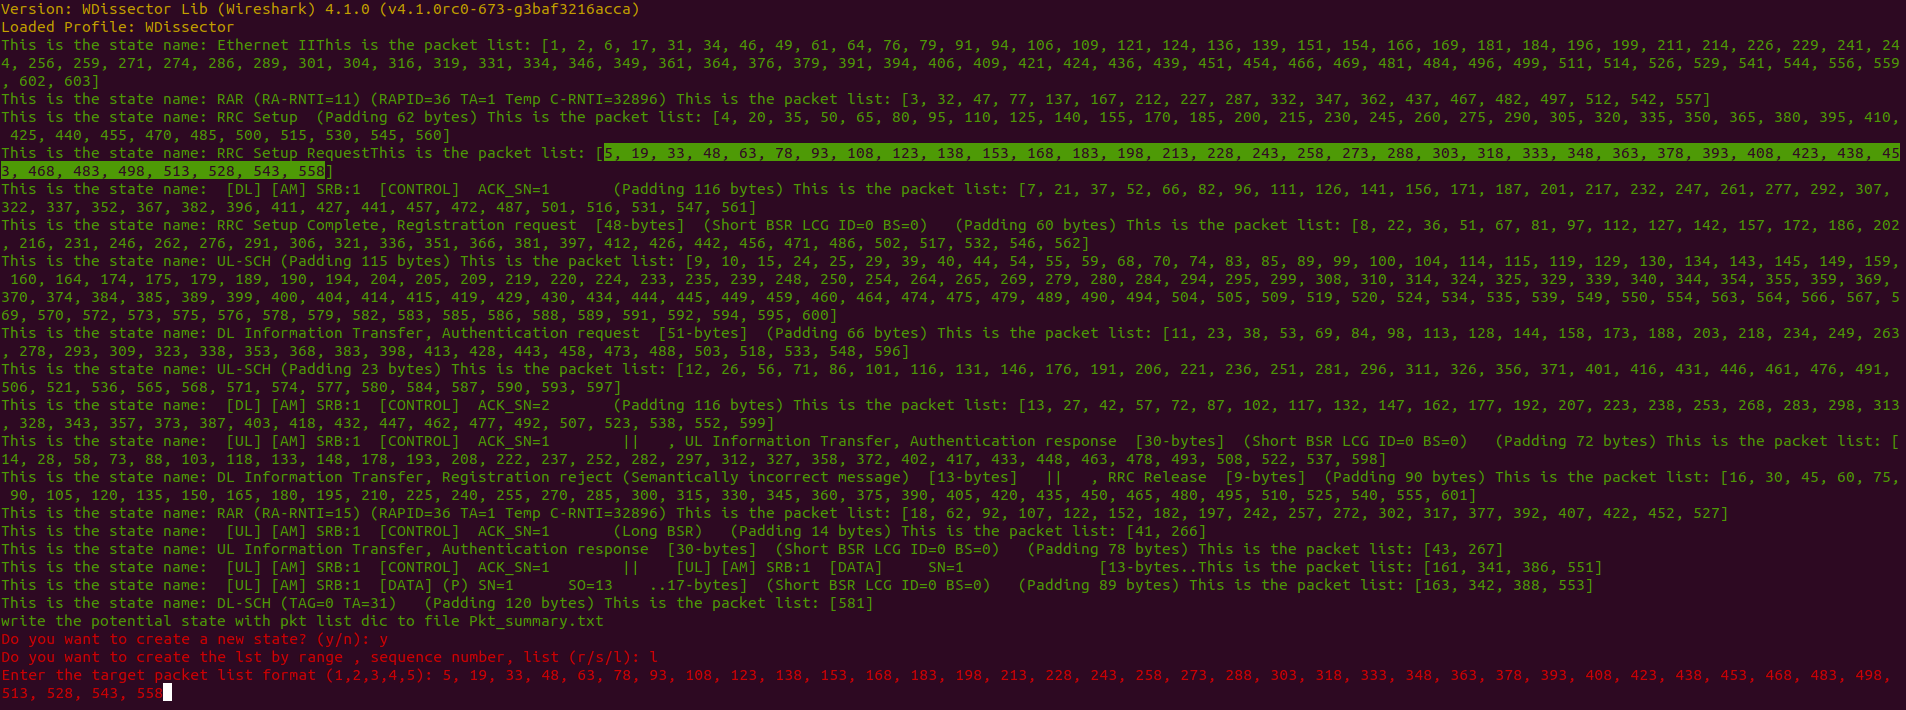 Version: WDissector Lib (Wireshark) 4.1.0 (v4.1.0rc0-673-g3baf3216acca)
Loaded Profile: WDissector
This is the state name: Ethernet IIThis is the packet list: [1, 2, 6, 17, 31, 34, 46, 49, 61, 64, 76, 79, 91, 94, 106, 109, 121, 124, 136, 139, 151, 154, 166, 169, 181, 184, 196, 199, 211, 214, 226, 229, 241, 24
4, 256, 259, 271, 274, 286, 289, 301, 304, 316, 319, 331, 334, 346, 349, 361, 364, 376, 379, 391, 394, 406, 409, 421, 424, 436, 439, 451, 454, 466, 469, 481, 484, 496, 499, 511, 514, 526, 529, 541, 544, 556, 559
, 602, 603]
This is the state name: RAR (RA-RNTI=11) (RAPID=36 TA=1 Temp C-RNTI=32896) This is the packet list: [3, 32, 47, 77, 137, 167, 212, 227, 287, 332, 347, 362, 437, 467, 482, 497, 512, 542, 557]
This is the state name: RRC Setup  (Padding 62 bytes) This is the packet list: [4, 20, 35, 50, 65, 80, 95, 110, 125, 140, 155, 170, 185, 200, 215, 230, 245, 260, 275, 290, 305, 320, 335, 350, 365, 380, 395, 410,
 425, 440, 455, 470, 485, 500, 515, 530, 545, 560]
This is the state name: RRC Setup RequestThis is the packet list: [5, 19, 33, 48, 63, 78, 93, 108, 123, 138, 153, 168, 183, 198, 213, 228, 243, 258, 273, 288, 303, 318, 333, 348, 363, 378, 393, 408, 423, 438, 45
3, 468, 483, 498, 513, 528, 543, 558]
This is the state name:  [DL] [AM] SRB:1  [CONTROL]  ACK_SN=1       (Padding 116 bytes) This is the packet list: [7, 21, 37, 52, 66, 82, 96, 111, 126, 141, 156, 171, 187, 201, 217, 232, 247, 261, 277, 292, 307,
322, 337, 352, 367, 382, 396, 411, 427, 441, 457, 472, 487, 501, 516, 531, 547, 561]
This is the state name: RRC Setup Complete, Registration request  [48-bytes]  (Short BSR LCG ID=0 BS=0)   (Padding 60 bytes) This is the packet list: [8, 22, 36, 51, 67, 81, 97, 112, 127, 142, 157, 172, 186, 202
, 216, 231, 246, 262, 276, 291, 306, 321, 336, 351, 366, 381, 397, 412, 426, 442, 456, 471, 486, 502, 517, 532, 546, 562]
This is the state name: UL-SCH (Padding 115 bytes) This is the packet list: [9, 10, 15, 24, 25, 29, 39, 40, 44, 54, 55, 59, 68, 70, 74, 83, 85, 89, 99, 100, 104, 114, 115, 119, 129, 130, 134, 143, 145, 149, 159,
 160, 164, 174, 175, 179, 189, 190, 194, 204, 205, 209, 219, 220, 224, 233, 235, 239, 248, 250, 254, 264, 265, 269, 279, 280, 284, 294, 295, 299, 308, 310, 314, 324, 325, 329, 339, 340, 344, 354, 355, 359, 369,
370, 374, 384, 385, 389, 399, 400, 404, 414, 415, 419, 429, 430, 434, 444, 445, 449, 459, 460, 464, 474, 475, 479, 489, 490, 494, 504, 505, 509, 519, 520, 524, 534, 535, 539, 549, 550, 554, 563, 564, 566, 567, 5
69, 570, 572, 573, 575, 576, 578, 579, 582, 583, 585, 586, 588, 589, 591, 592, 594, 595, 600]
This is the state name: DL Information Transfer, Authentication request  [51-bytes]  (Padding 66 bytes) This is the packet list: [11, 23, 38, 53, 69, 84, 98, 113, 128, 144, 158, 173, 188, 203, 218, 234, 249, 263
, 278, 293, 309, 323, 338, 353, 368, 383, 398, 413, 428, 443, 458, 473, 488, 503, 518, 533, 548, 596]
This is the state name: UL-SCH (Padding 23 bytes) This is the packet list: [12, 26, 56, 71, 86, 101, 116, 131, 146, 176, 191, 206, 221, 236, 251, 281, 296, 311, 326, 356, 371, 401, 416, 431, 446, 461, 476, 491,
506, 521, 536, 565, 568, 571, 574, 577, 580, 584, 587, 590, 593, 597]
This is the state name:  [DL] [AM] SRB:1  [CONTROL]  ACK_SN=2       (Padding 116 bytes) This is the packet list: [13, 27, 42, 57, 72, 87, 102, 117, 132, 147, 162, 177, 192, 207, 223, 238, 253, 268, 283, 298, 313
, 328, 343, 357, 373, 387, 403, 418, 432, 447, 462, 477, 492, 507, 523, 538, 552, 599]
This is the state name:  [UL] [AM] SRB:1  [CONTROL]  ACK_SN=1        ||   , UL Information Transfer, Authentication response  [30-bytes]  (Short BSR LCG ID=0 BS=0)   (Padding 72 bytes) This is the packet list: [
14, 28, 58, 73, 88, 103, 118, 133, 148, 178, 193, 208, 222, 237, 252, 282, 297, 312, 327, 358, 372, 402, 417, 433, 448, 463, 478, 493, 508, 522, 537, 598]
This is the state name: DL Information Transfer, Registration reject (Semantically incorrect message)  [13-bytes]   ||   , RRC Release  [9-bytes]  (Padding 90 bytes) This is the packet list: [16, 30, 45, 60, 75,
 90, 105, 120, 135, 150, 165, 180, 195, 210, 225, 240, 255, 270, 285, 300, 315, 330, 345, 360, 375, 390, 405, 420, 435, 450, 465, 480, 495, 510, 525, 540, 555, 601]
This is the state name: RAR (RA-RNTI=15) (RAPID=36 TA=1 Temp C-RNTI=32896) This is the packet list: [18, 62, 92, 107, 122, 152, 182, 197, 242, 257, 272, 302, 317, 377, 392, 407, 422, 452, 527]
This is the state name:  [UL] [AM] SRB:1  [CONTROL]  ACK_SN=1       (Long BSR)   (Padding 14 bytes) This is the packet list: [41, 266]
This is the state name: UL Information Transfer, Authentication response  [30-bytes]  (Short BSR LCG ID=0 BS=0)   (Padding 78 bytes) This is the packet list: [43, 267]
This is the state name:  [UL] [AM] SRB:1  [CONTROL]  ACK_SN=1        ||    [UL] [AM] SRB:1  [DATA]     SN=1               [13-bytes..This is the packet list: [161, 341, 386, 551]
This is the state name:  [UL] [AM] SRB:1  [DATA] (P) SN=1      SO=13    ..17-bytes]  (Short BSR LCG ID=0 BS=0)   (Padding 89 bytes) This is the packet list: [163, 342, 388, 553]
This is the state name: DL-SCH (TAG=0 TA=31)   (Padding 120 bytes) This is the packet list: [581]
write the potential state with pkt list dic to file Pkt_summary.txt
Do you want to create a new state? (y/n): y
Do you want to create the lst by range , sequence number, list (r/s/l): l
Enter the target packet list format (1,2,3,4,5): 5, 19, 33, 48, 63, 78, 93, 108, 123, 138, 153, 168, 183, 198, 213, 228, 243, 258, 273, 288, 303, 318, 333, 348, 363, 378, 393, 408, 423, 438, 453, 468, 483, 498,
513, 528, 543, 558